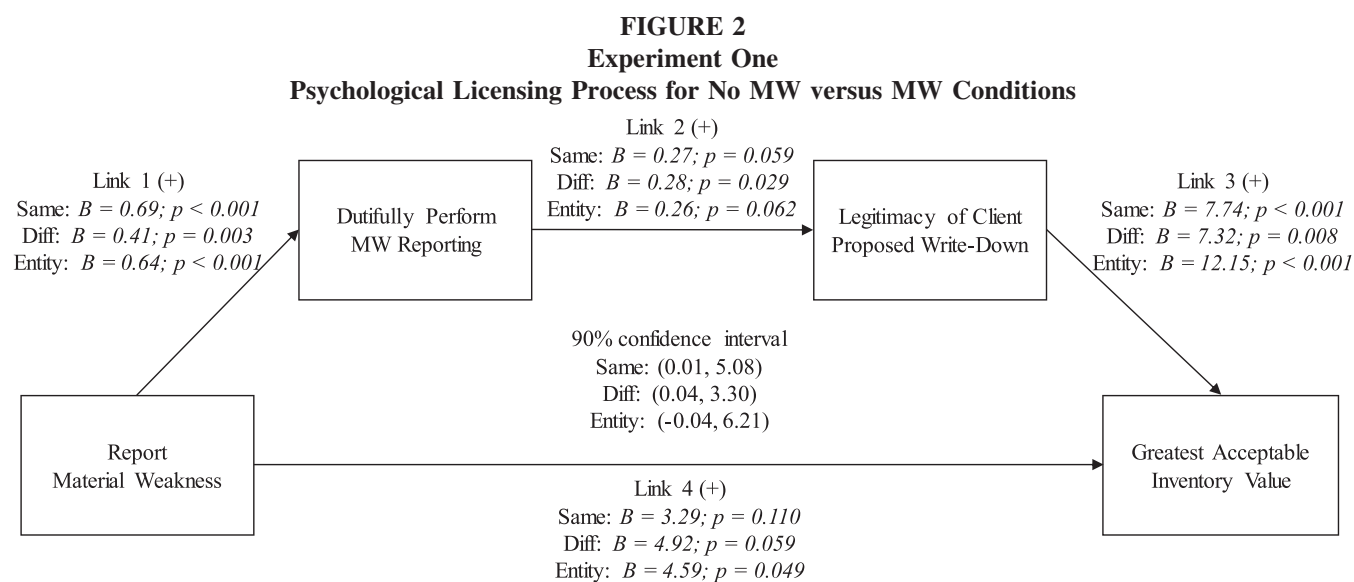 FIGURE 2
Experiment One
Psychological Licensing Process for No MW versus MW Conditions
Link 1 (+)
Same: B = 0.69; p < 0.001
Diff: B = 0.41; p = 0.003
Entity: B = 0.64; p < 0.001
Dutifully Perform
MW Reporting
Link 2 (+)
Same: B = 0.27; p = 0.059
Diff: B = 0.28; p = 0.029
Entity: B = 0.26; p = 0.062
Legitimacy of Client
Proposed Write-Down
Link 3 (+)
Same: B = 7.74; p < 0.001
Diff: B = 7.32; p = 0.008
Entity: B = 12.15; p < 0.001
90% confidence interval
Same: (0.01, 5.08)
Diff: (0.04, 3.30)
Entity: (-0.04, 6.21)
Report
Material Weakness
Greatest Acceptable
Inventory Value
Link 4 (+)
Same: B = 3.29; p = 0.110
Diff: B = 4.92; p = 0.059
Entity: B = 4.59; p = 0.049